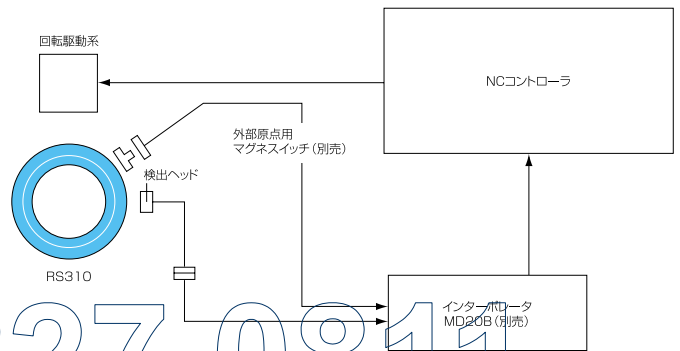 回転駆動系
NCコントローラ
外部原点用
マグネスイッチ（別売）
検出ヘッド
RS310
インターポレータ
MD20B（別売）
27 0811